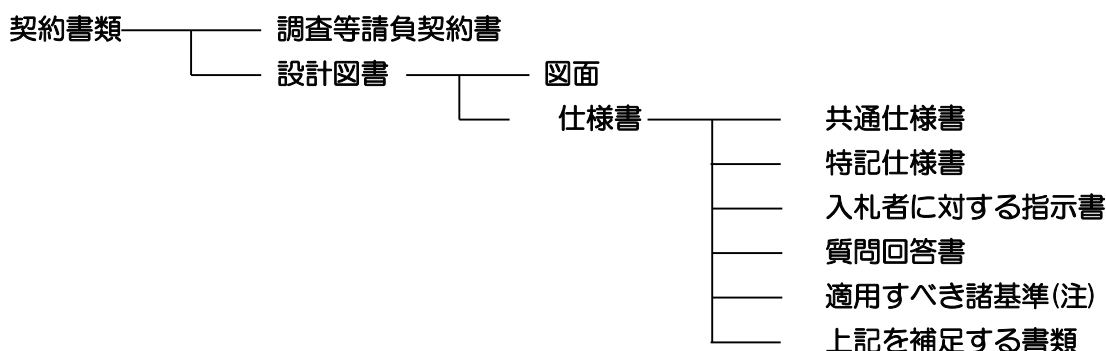 契約書類 調査等請負契約書
設計図書 図面
仕様書 共通仕様書
特記仕様書
入札者に対する指示書
質問回答書
適用すべき諸基準(注)
上記を補足する書類